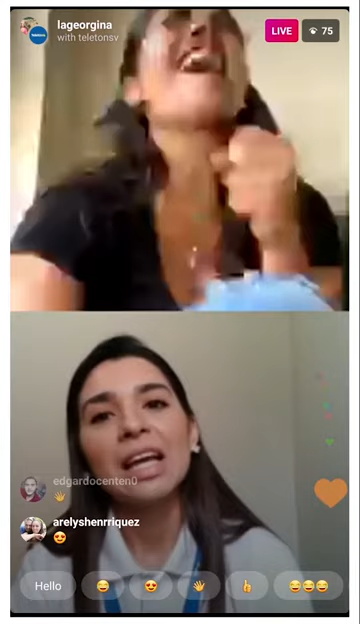 lageorgina
with teletonsv
LIVE
75
edgardocenten0
👋
arelyshenrriquez
😍
Hello
😂 😍 👋 👍 😂😂😂